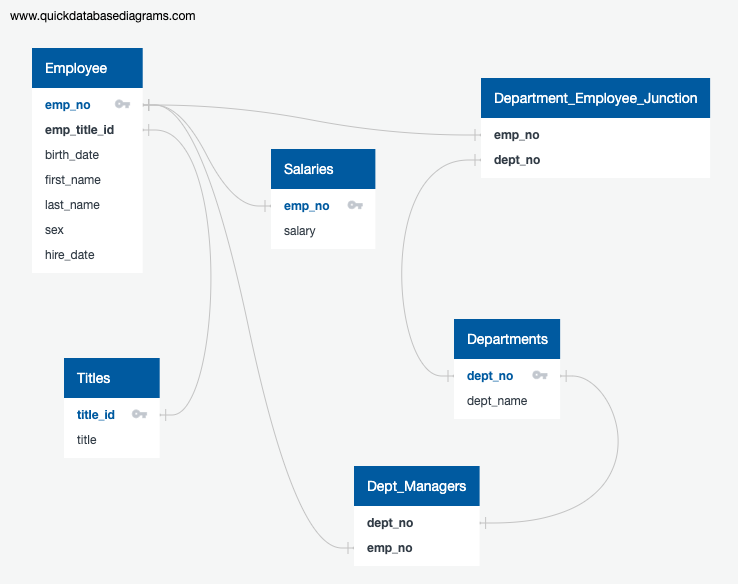 www.quickdatabasediagrams.com
Employee
emp_no
emp_title_id
birth_date
first_name
last_name
sex
hire_date
Department_Employee_Junction
emp_no
dept_no
Salaries
emp_no
salary
Titles
title_id
title
Departments
dept_no
dept_name
Dept_Managers
dept_no
emp_no